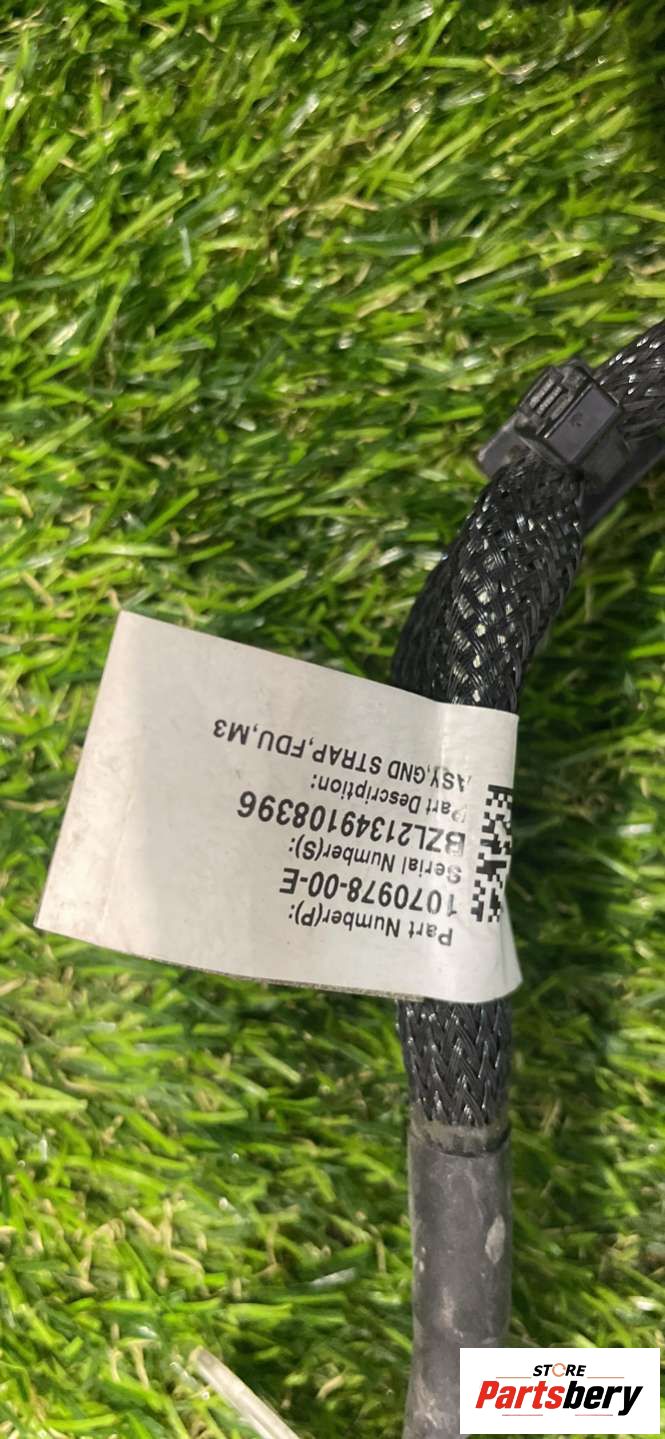 Part Number(P):
1070978-00-E
Serial Number(S):
BZL21349108396
Part Description:
ASY,GND STRAP,FDU,M3
STORE
Partsbery